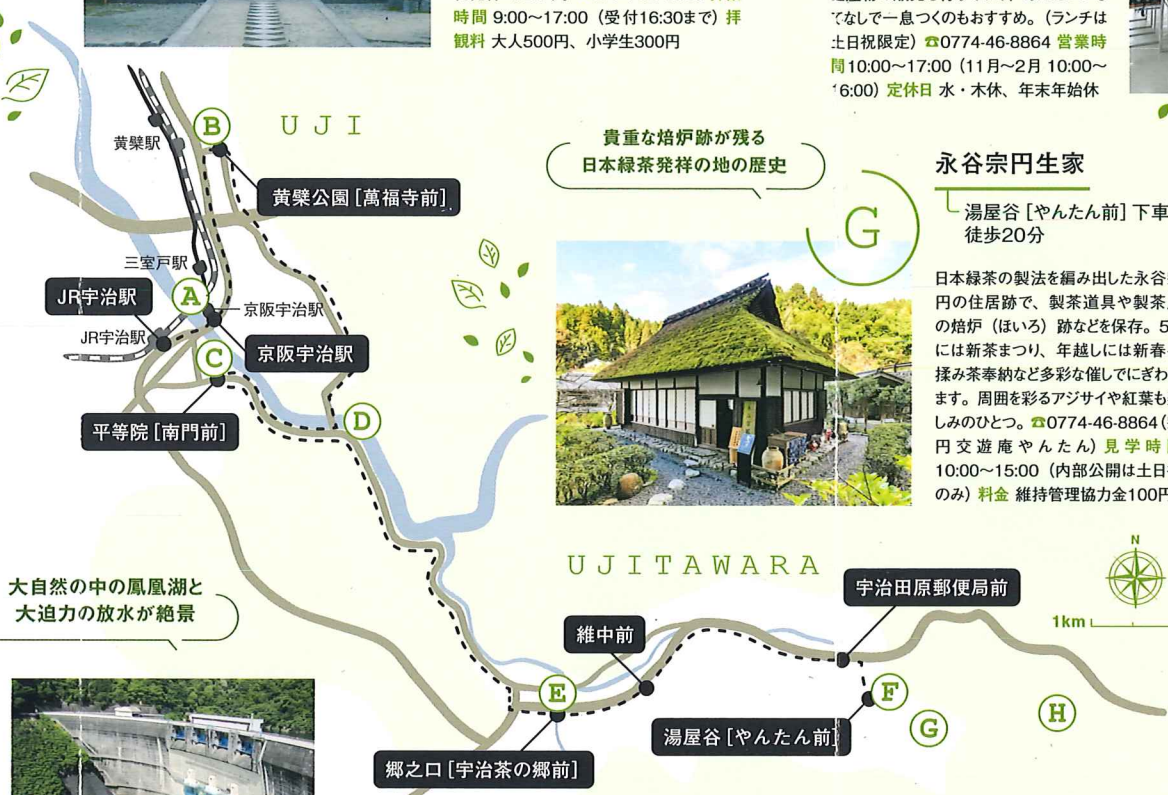 時間 9:00〜17:00（受付16:30まで）拝
観料 大人500円、小学生300円
てなしで一息つくのもおすすめ。（ランチは
土日祝限定）☎0774-46-8864 営業時
間10:00〜17:00（11月〜2月 10:00〜
16:00）定休日 水・木休、年末年始休
UJI
B
黄檗駅
黄檗公園［萬福寺前］
三室戸駅
JR宇治駅
A
京阪宇治駅
JR宇治駅
京阪宇治駅
C
平等院［南門前］
D
貴重な焙炉跡が残る
日本緑茶発祥の地の歴史
G
永谷宗円生家
湯屋谷［やんたん前］下車
徒歩20分
日本緑茶の製法を編み出した永谷
円の住居跡で、製茶道具や製茶
の焙炉（ほいろ）跡などを保存。5
には新茶まつり、年越しには新春
揉み茶奉納など多彩な催しでにぎわ
ます。周囲を彩るアジサイや紅葉も
しみのひとつ。☎0774-46-8864（
円交遊庵やんたん）見学時
10:00〜15:00（内部公開は土日
のみ）料金 維持管理協力金100円
大自然の中の鳳凰湖と
大迫力の放水が絶景
UJITAWARA
N
1km
宇治田原郵便局前
維中前
E
F
G
H
湯屋谷［やんたん前］
郷之口［宇治茶の郷前］